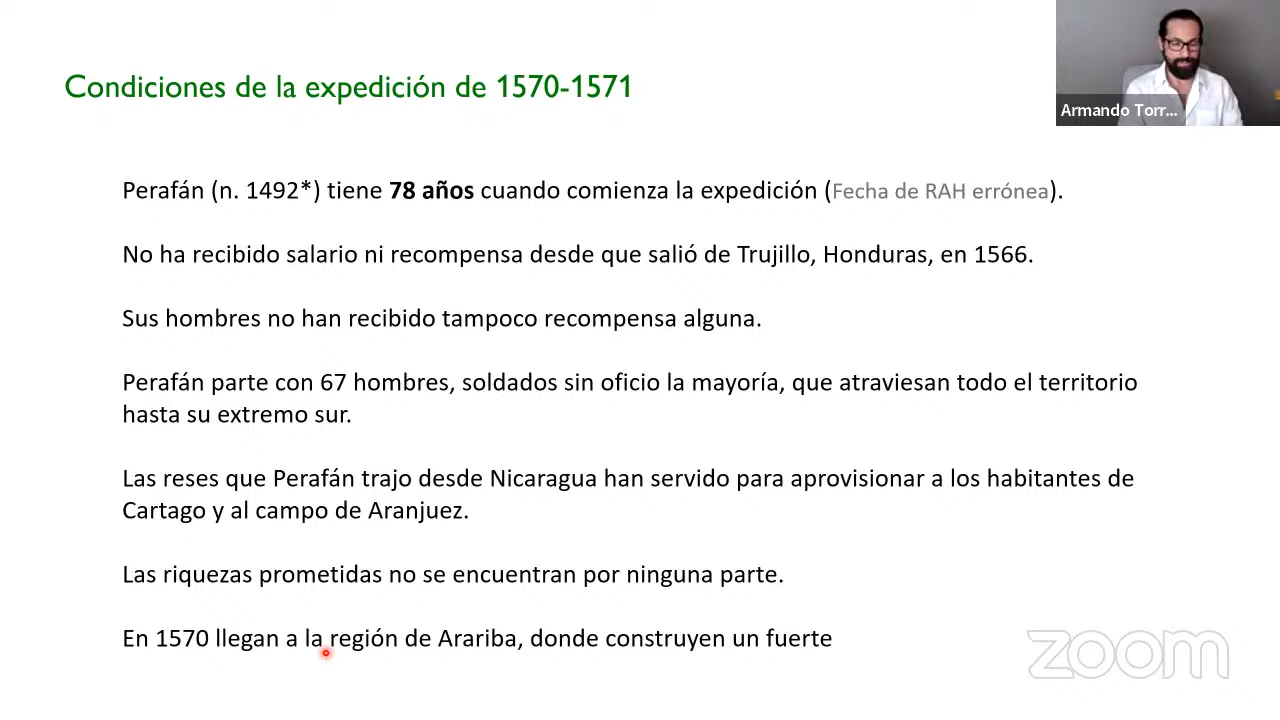 Condiciones de la expedición de 1570-1571
Armando Torr...
Perafán (n. 1492*) tiene 78 años cuando comienza la expedición (Fecha de RAH errónea).
No ha recibido salario ni recompensa desde que salió de Trujillo, Honduras, en 1566.
Sus hombres no han recibido tampoco recompensa alguna.
Perafán parte con 67 hombres, soldados sin oficio la mayoría, que atraviesan todo el territorio
hasta su extremo sur.
Las reses que Perafán trajo desde Nicaragua han servido para aprovisionar a los habitantes de
Cartago y al campo de Aranjuez.
Las riquezas prometidas no se encuentran por ninguna parte.
En 1570 llegan a la región de Arariba, donde construyen un fuerte
zoom